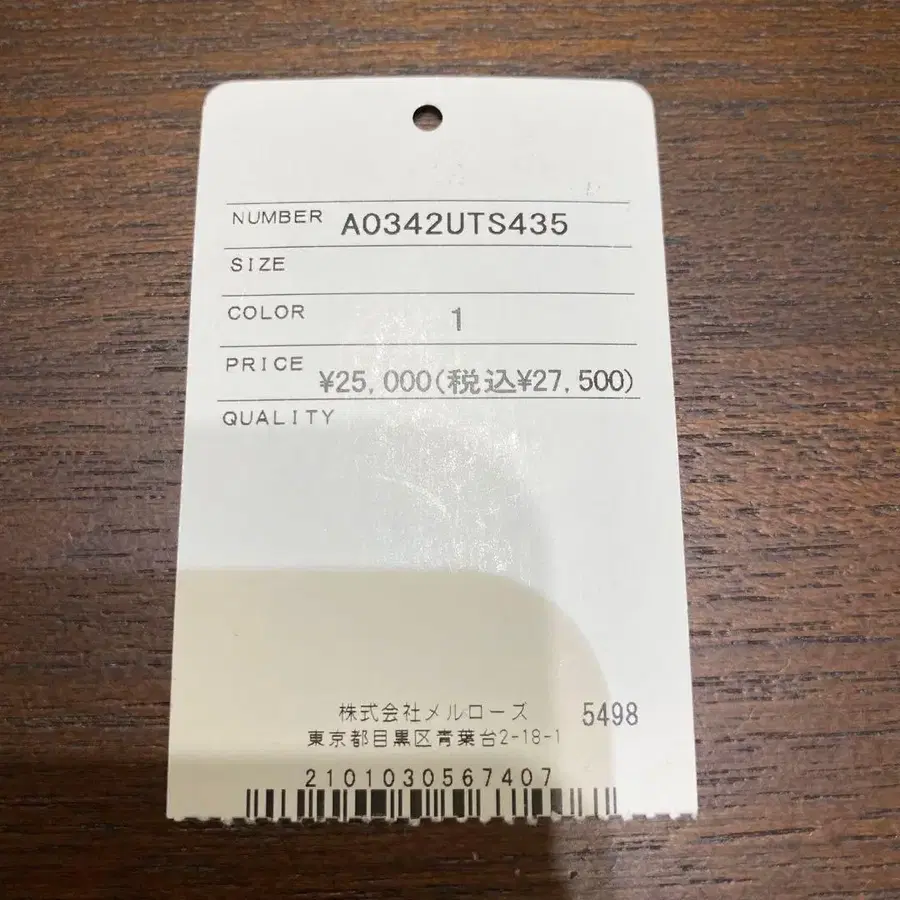 NUMBER A0342UTS435
SIZE
COLOR 1
PRICE ¥25,000(税込¥27,500)
QUALITY
株式会社メルローズ 5498
東京都目黒区青葉台2-18-1
2101030567407